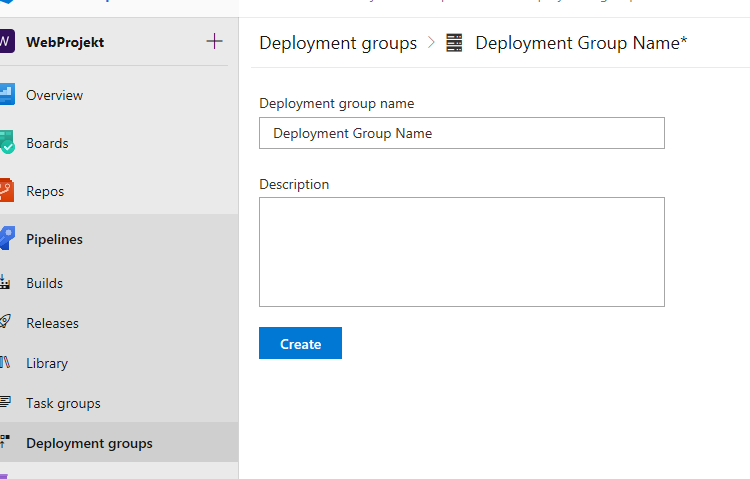 WebProjekt
Overview
Boards
Repos
Pipelines
Builds
Releases
Library
Task groups
Deployment groups
Deployment groups > Deployment Group Name*
Deployment group name
Deployment Group Name
Description
Create